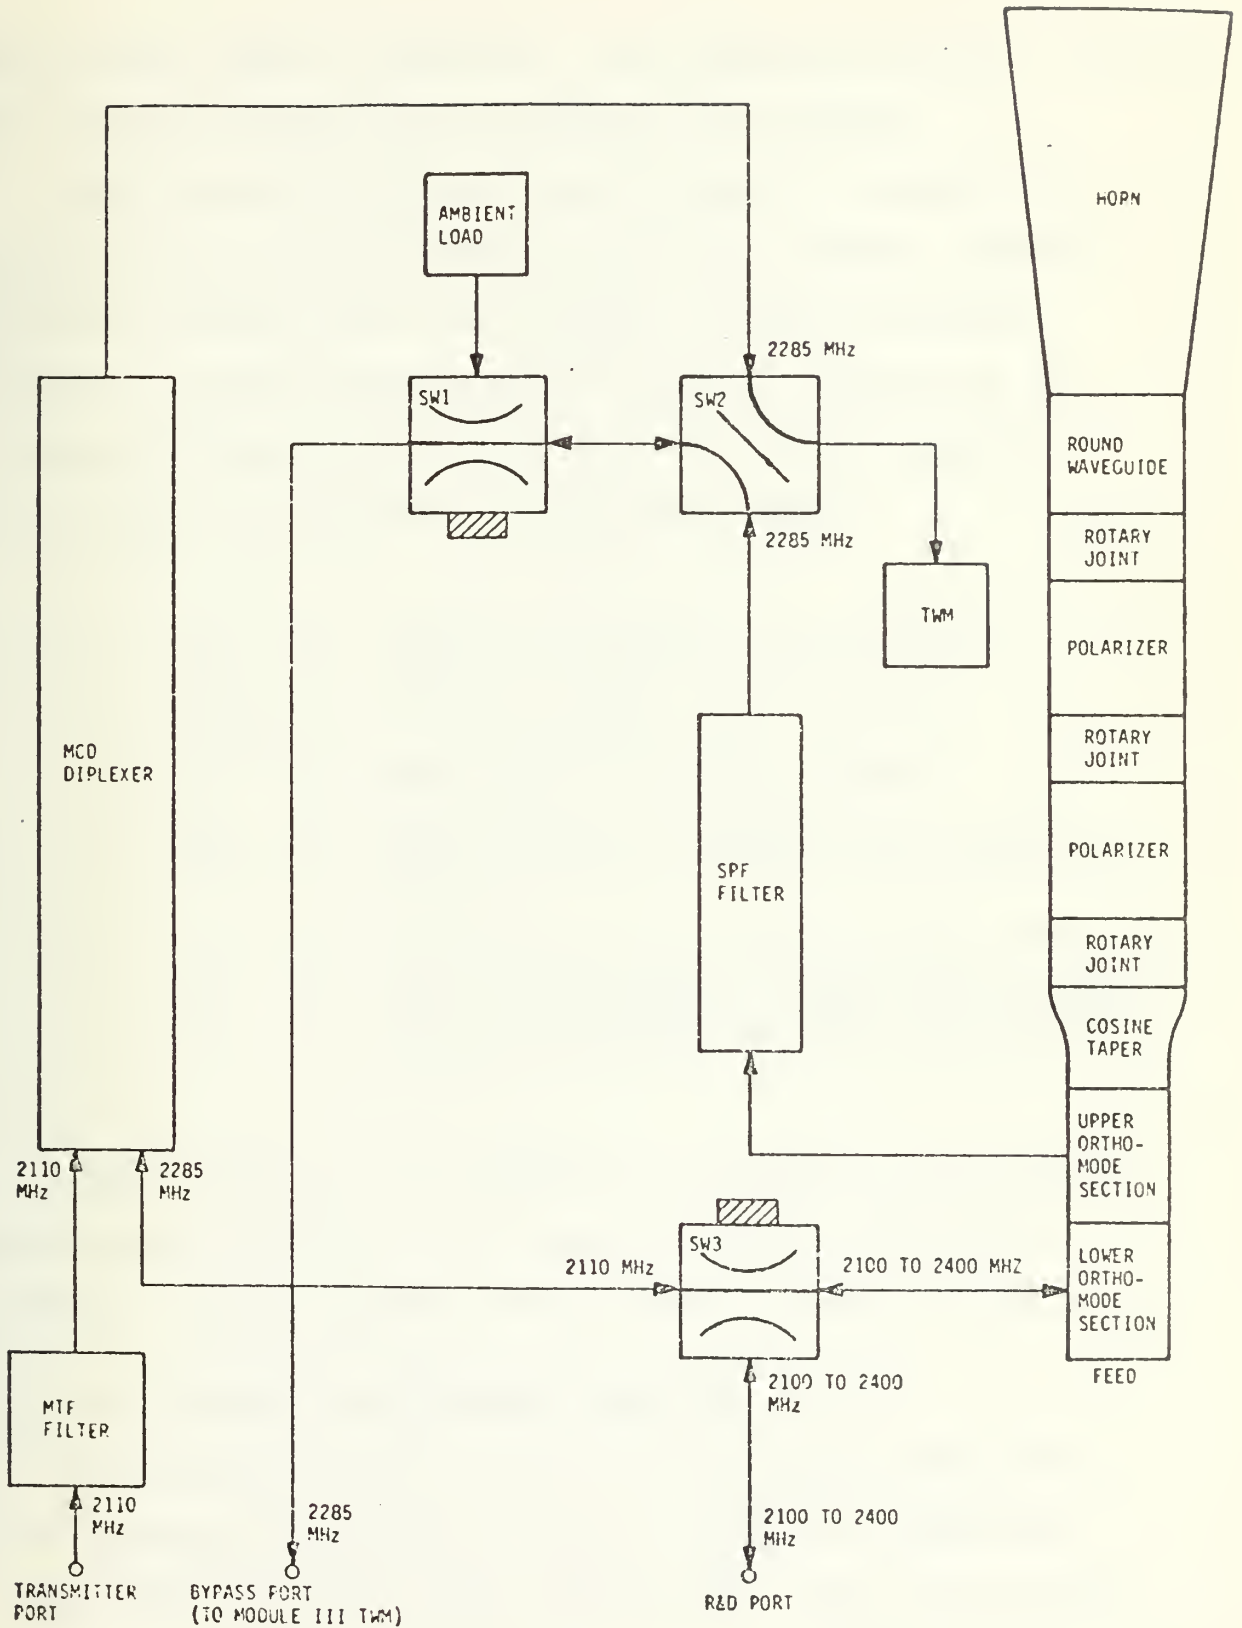 HORN
AMBIENT
LOAD
2285 MHz
SW1
SW2
ROUND
WAVEGUIDE
2285 MHz
ROTARY
JOINT
TWM
POLARIZER
MCD
DIPLEXER
ROTARY
JOINT
SPF
FILTER
POLARIZER
ROTARY
JOINT
COSINE
TAPER
2110
MHz
2285
MHz
UPPER
ORTHO-
MODE
SECTION
SW3
2110 MHz
2100 TO 2400 MHZ
LOWER
ORTHO-
MODE
SECTION
FEED
2100 TO 2400
MHz
MTF
FILTER
2110
MHz
2285
MHz
2100 TO 2400
MHz
TRANSMITTER
PORT
BYPASS PORT
(TO MODULE III TWM)
R&D PORT